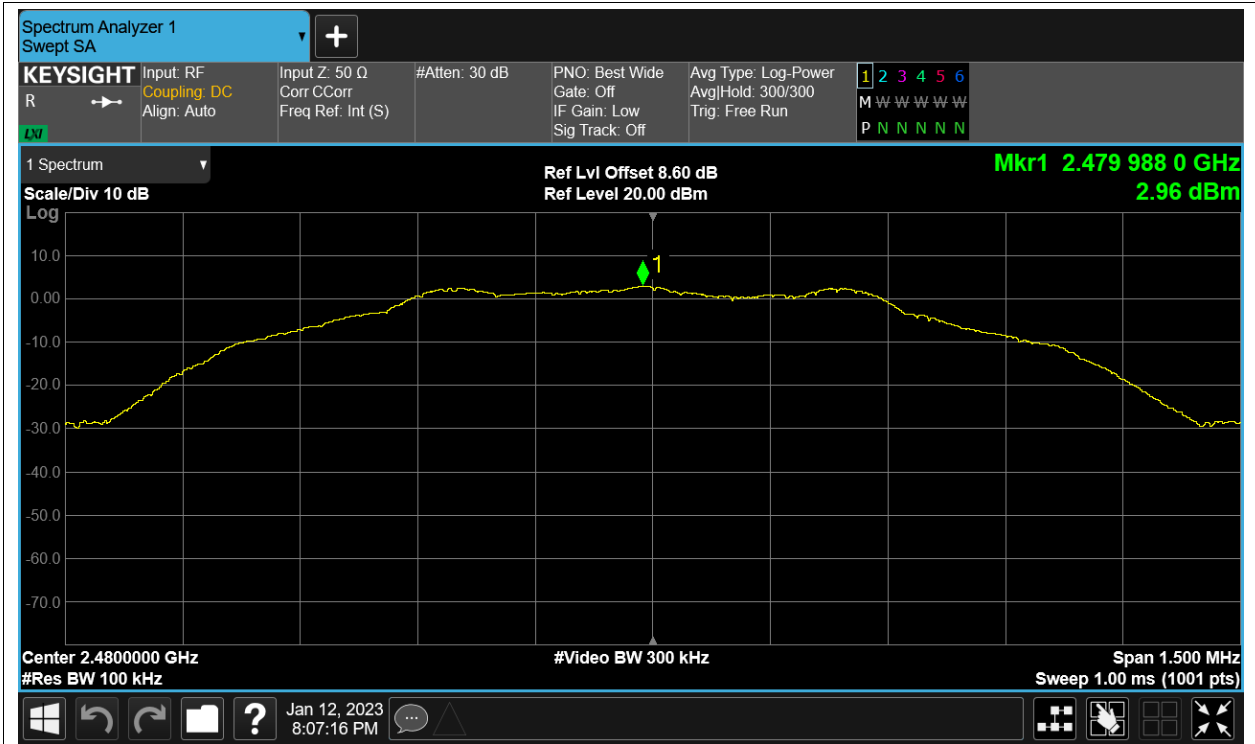 Spectrum Analyzer 1
Swept SA
+
KEYSIGHT
R
LXI
Input: RF
Coupling: DC
Align: Auto
Input Z: 50 Ω
Corr CCorr
Freq Ref: Int (S)
#Atten: 30 dB
PNO: Best Wide
Gate: Off
IF Gain: Low
Sig Track: Off
Avg Type: Log-Power
Avg|Hold: 300/300
Trig: Free Run
1 2 3 4 5 6
M W W W W W
P N N N N N
1 Spectrum
Scale/Div 10 dB
Log
Ref Lvl Offset 8.60 dB
Ref Level 20.00 dBm
Mkr1 2.479 988 0 GHz
2.96 dBm
1
10.0
0.00
-10.0
-20.0
-30.0
-40.0
-50.0
-60.0
-70.0
Center 2.4800000 GHz
#Res BW 100 kHz
#Video BW 300 kHz
Span 1.500 MHz
Sweep 1.00 ms (1001 pts)
?
Jan 12, 2023
8:07:16 PM